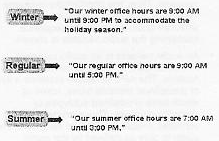 Winter
"Our winter office hours are 9:00 AM
until 9:00 PM to accommodate the
holiday season."
Regular
"Our regular office hours are 9:00 AM
until 5:00 PM."
Summer
"Our summer office hours are 7:00 AM
until 3:00 PM."